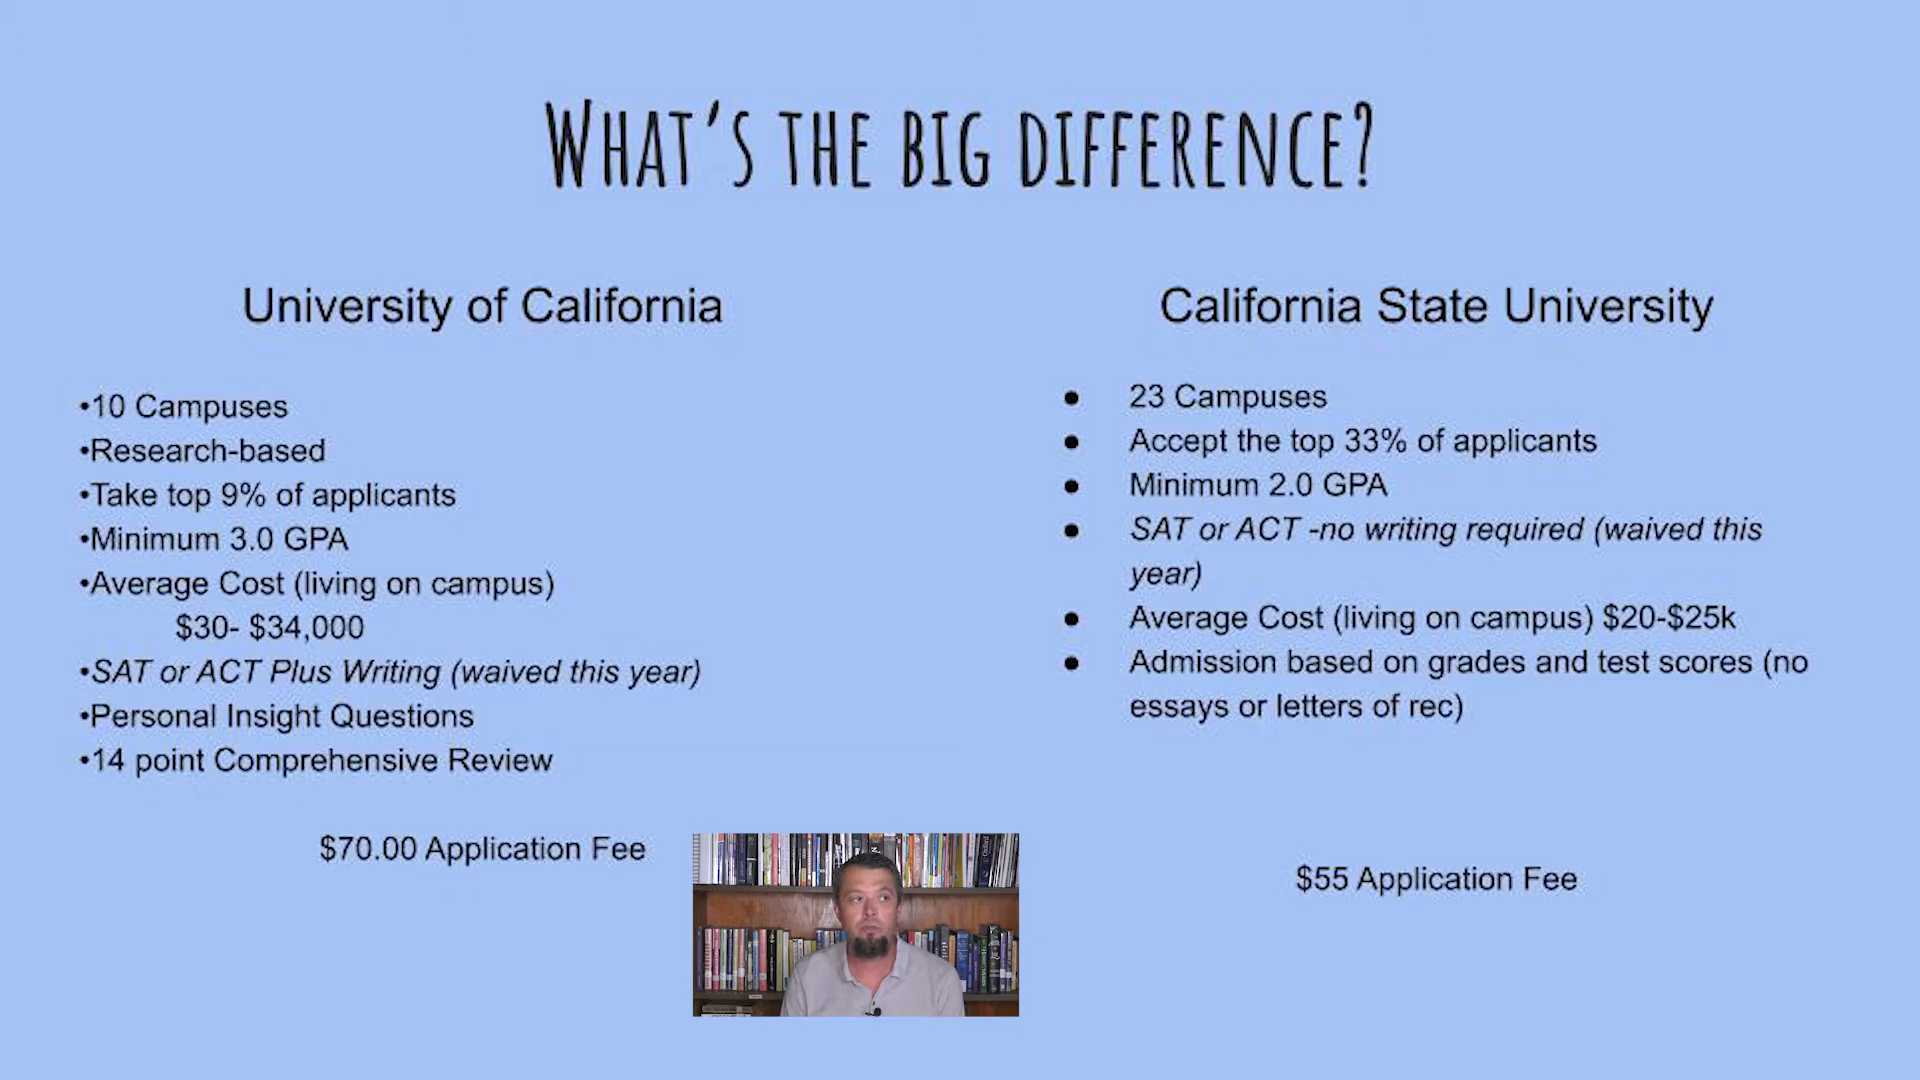 WHAT'S THE BIG DIFFERENCE?
University of California
•10 Campuses
•Research-based
•Take top 9% of applicants
•Minimum 3.0 GPA
•Average Cost (living on campus)
$30- $34,000
•SAT or ACT Plus Writing (waived this year)
•Personal Insight Questions
•14 point Comprehensive Review
$70.00 Application Fee
California State University
● 23 Campuses
● Accept the top 33% of applicants
● Minimum 2.0 GPA
● SAT or ACT -no writing required (waived this
year)
● Average Cost (living on campus) $20-$25k
● Admission based on grades and test scores (no
essays or letters of rec)
$55 Application Fee